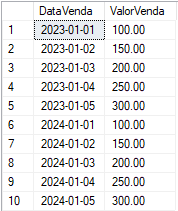 DataVenda ValorVenda
1 2023-01-01 100.00
2 2023-01-02 150.00
3 2023-01-03 200.00
4 2023-01-04 250.00
5 2023-01-05 300.00
6 2024-01-01 100.00
7 2024-01-02 150.00
8 2024-01-03 200.00
9 2024-01-04 250.00
10 2024-01-05 300.00